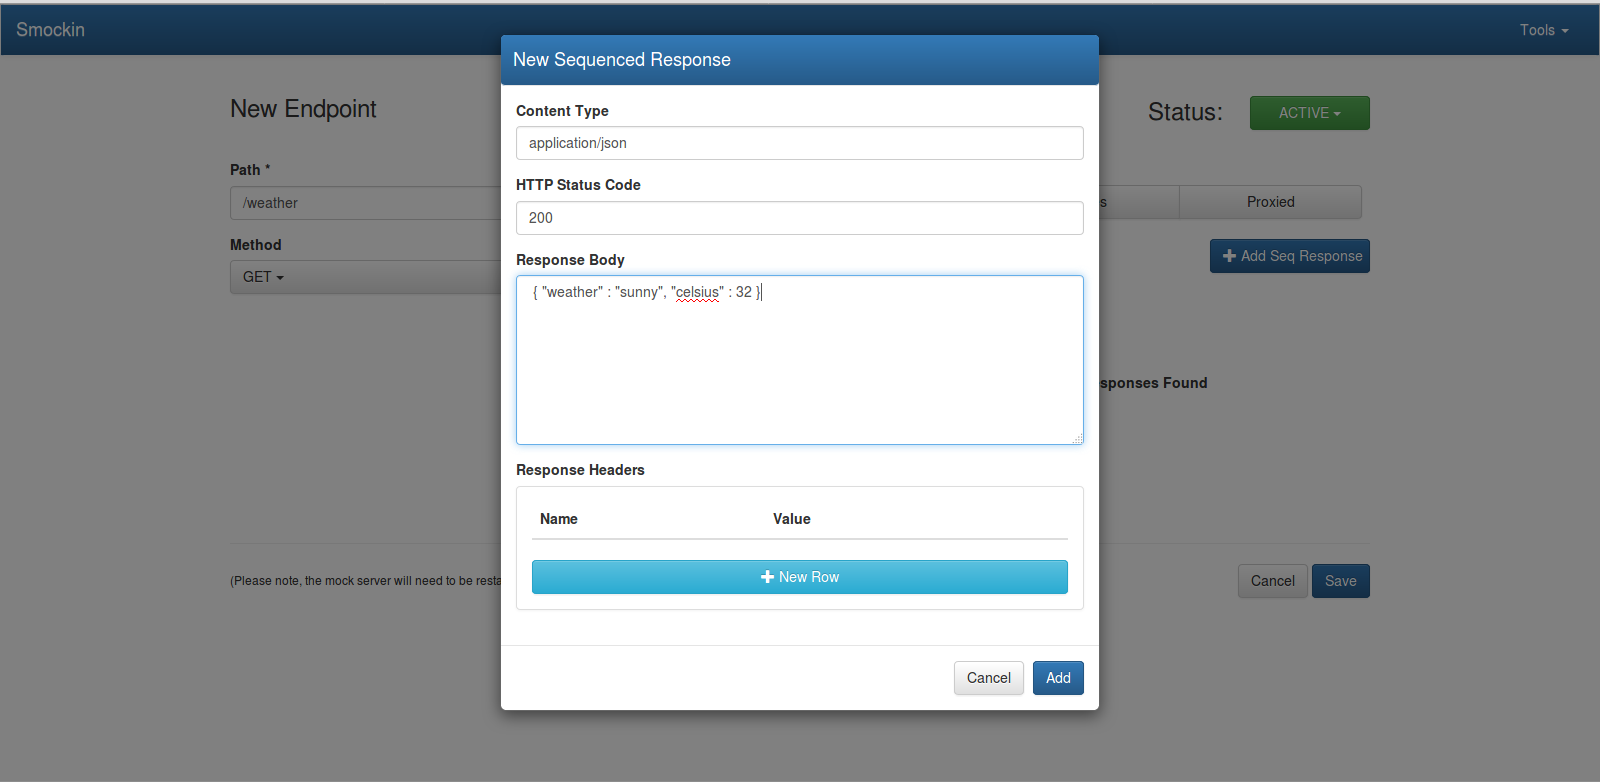 Smockin
Tools
New Sequenced Response
New Endpoint
Status:
ACTIVE
Content Type
application/json
Path *
/weather
HTTP Status Code
200
Proxied
Method
GET
Add Seq Response
Response Body
{ "weather" : "sunny", "celsius" : 32 }
Found
Response Headers
Name Value
New Row
(Please note, the mock server will need to be
Cancel Save
Cancel Add